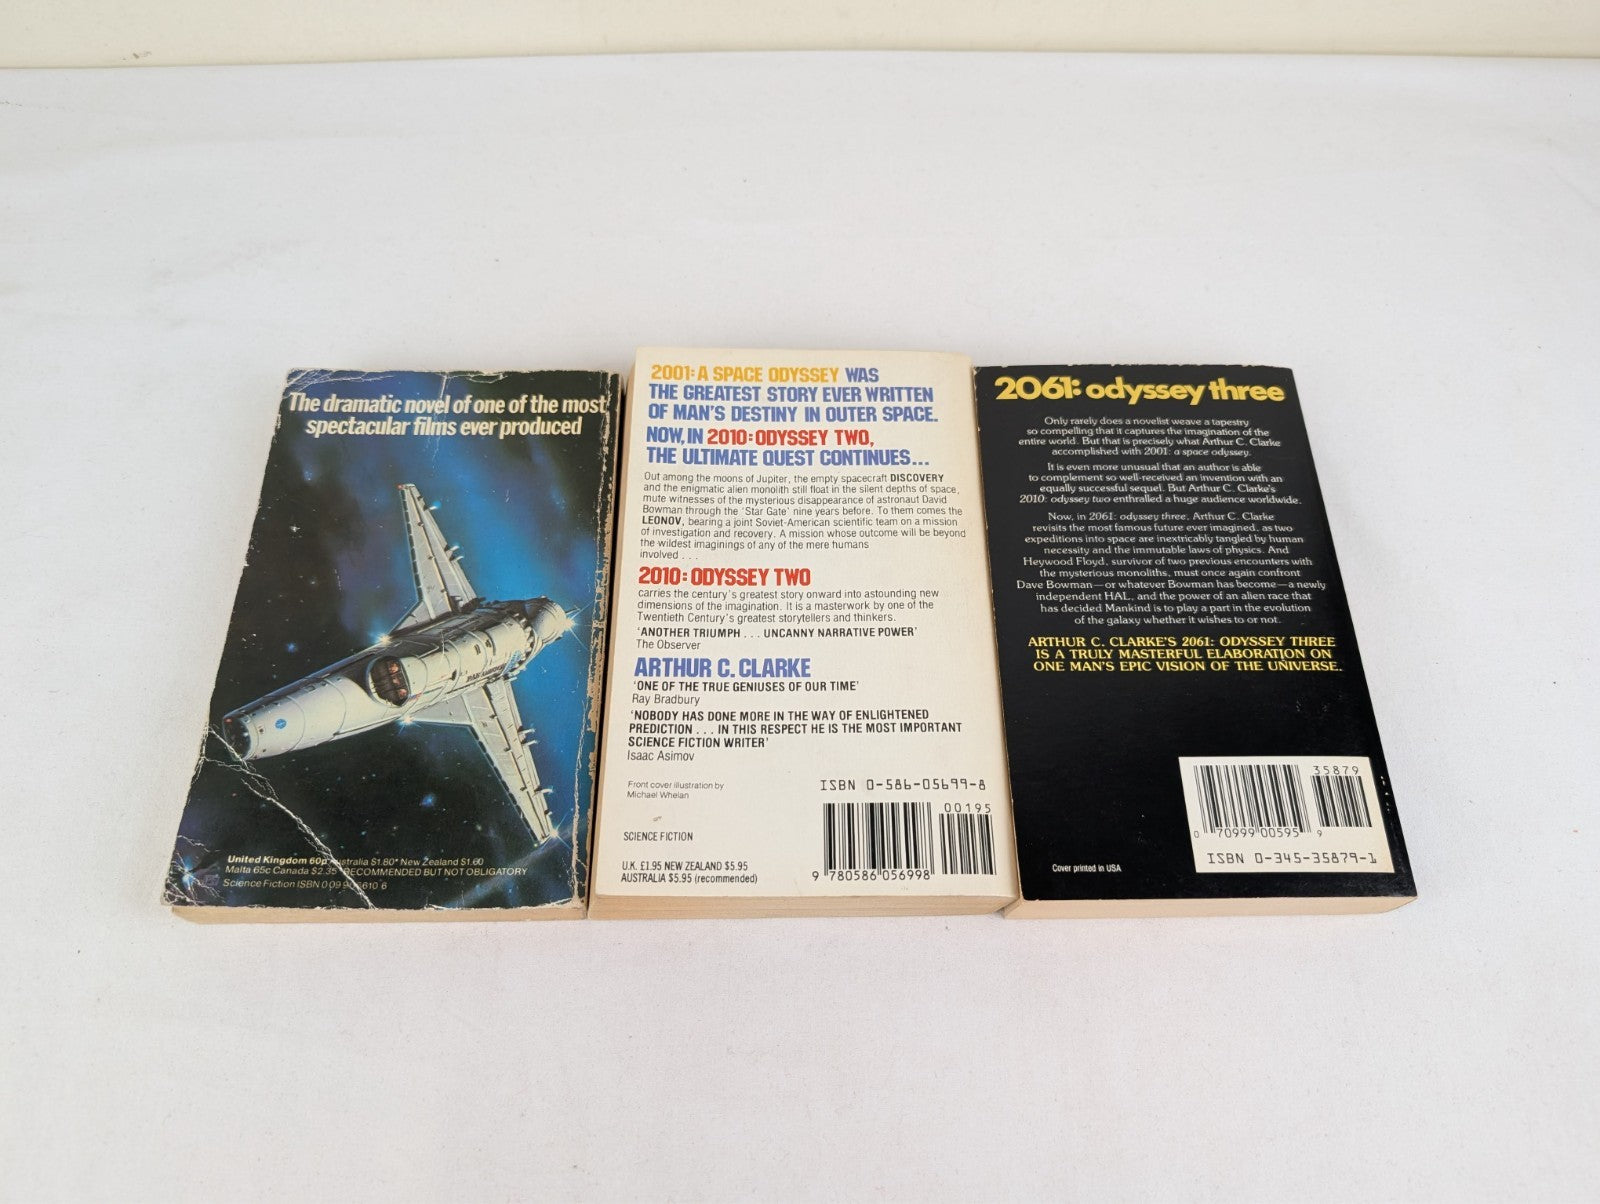 The dramatic novel of one of the most
spectacular films ever produced
PAN AMERICAN
United Kingdom 60p Australia $1.80* New Zealand $1.60
Malta 65c Canada $2.35 *RECOMMENDED BUT NOT OBLIGATORY
Science Fiction ISBN 0 09 906610 6
2001: A SPACE ODYSSEY WAS
THE GREATEST STORY EVER WRITTEN
OF MAN'S DESTINY IN OUTER SPACE.
NOW, IN 2010: ODYSSEY TWO,
THE ULTIMATE QUEST CONTINUES...
Out among the moons of Jupiter, the empty spacecraft DISCOVERY
and the enigmatic alien monolith still float in the silent depths of space,
mute witnesses of the mysterious disappearance of astronaut David
Bowman through the 'Star Gate' nine years before. To them comes the
LEONOV, bearing a joint Soviet-American scientific team on a mission
of investigation and recovery. A mission whose outcome will be beyond
the wildest imaginings of any of the mere humans
involved . . .
2010: ODYSSEY TWO
carries the century's greatest story onward into astounding new
dimensions of the imagination. It is a masterwork by one of the
Twentieth Century's greatest storytellers and thinkers.
'ANOTHER TRIUMPH . . . UNCANNY NARRATIVE POWER'
The Observer
ARTHUR C. CLARKE
'ONE OF THE TRUE GENIUSES OF OUR TIME'
Ray Bradbury
'NOBODY HAS DONE MORE IN THE WAY OF ENLIGHTENED
PREDICTION . . . IN THIS RESPECT HE IS THE MOST IMPORTANT
SCIENCE FICTION WRITER'
Isaac Asimov
Front cover illustration by
Michael Whelan
ISBN 0-586-05699-8
00195
SCIENCE FICTION
U.K. £1.95 NEW ZEALAND $5.95
AUSTRALIA $5.95 (recommended)
9 780586 056998
2061: odyssey three
Only rarely does a novelist weave a tapestry
so compelling that it captures the imagination of the
entire world. But that is precisely what Arthur C. Clarke
accomplished with 2001: a space odyssey.
It is even more unusual that an author is able
to complement so well-received an invention with an
equally successful sequel. But Arthur C. Clarke's
2010: odyssey two enthralled a huge audience worldwide.
Now, in 2061: odyssey three, Arthur C. Clarke
revisits the most famous future ever imagined, as two
expeditions into space are inextricably tangled by human
necessity and the immutable laws of physics. And
Heywood Floyd, survivor of two previous encounters with
the mysterious monoliths, must once again confront
Dave Bowman—or whatever Bowman has become—a newly
independent HAL, and the power of an alien race that
has decided Mankind is to play a part in the evolution
of the galaxy whether it wishes to or not.
ARTHUR C. CLARKE'S 2061: ODYSSEY THREE
IS A TRULY MASTERFUL ELABORATION ON
ONE MAN'S EPIC VISION OF THE UNIVERSE.
35879
0 70999 00595 9
ISBN 0-345-35879-1
Cover printed in USA